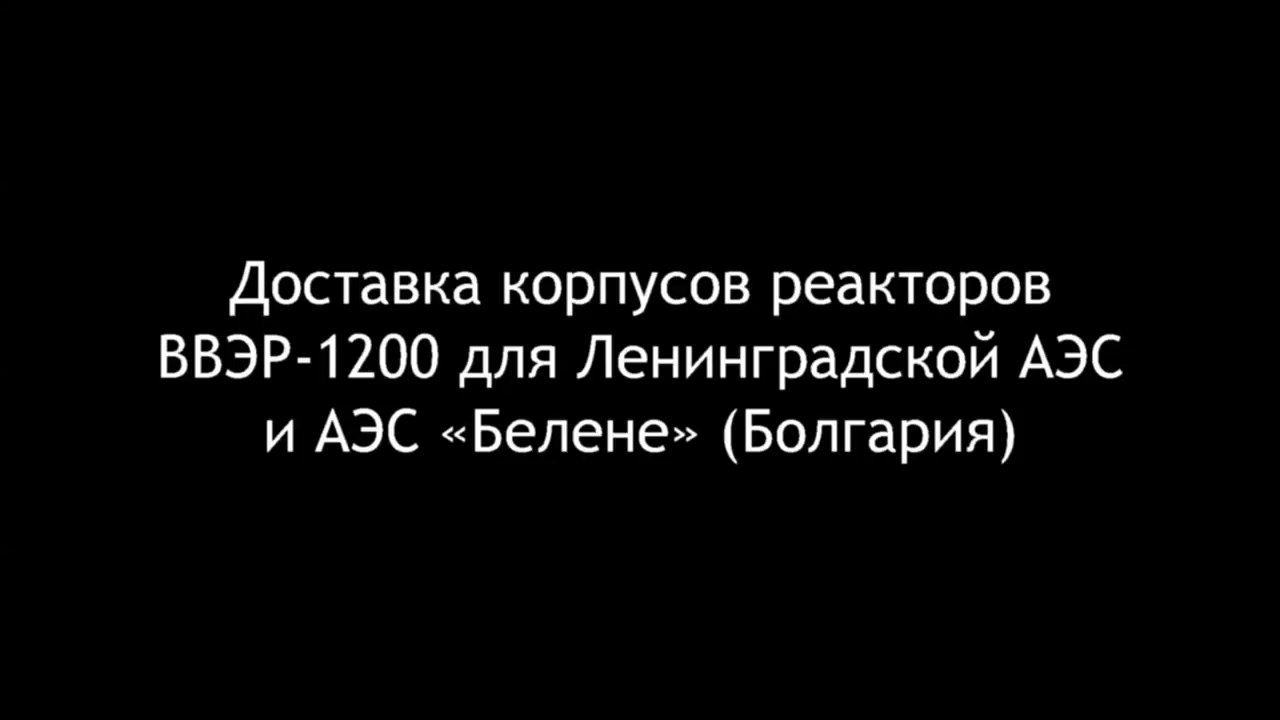 Доставка корпусов реакторов
ВВЭР-1200 для Ленинградской АЭС
и АЭС «Белене» (Болгария)